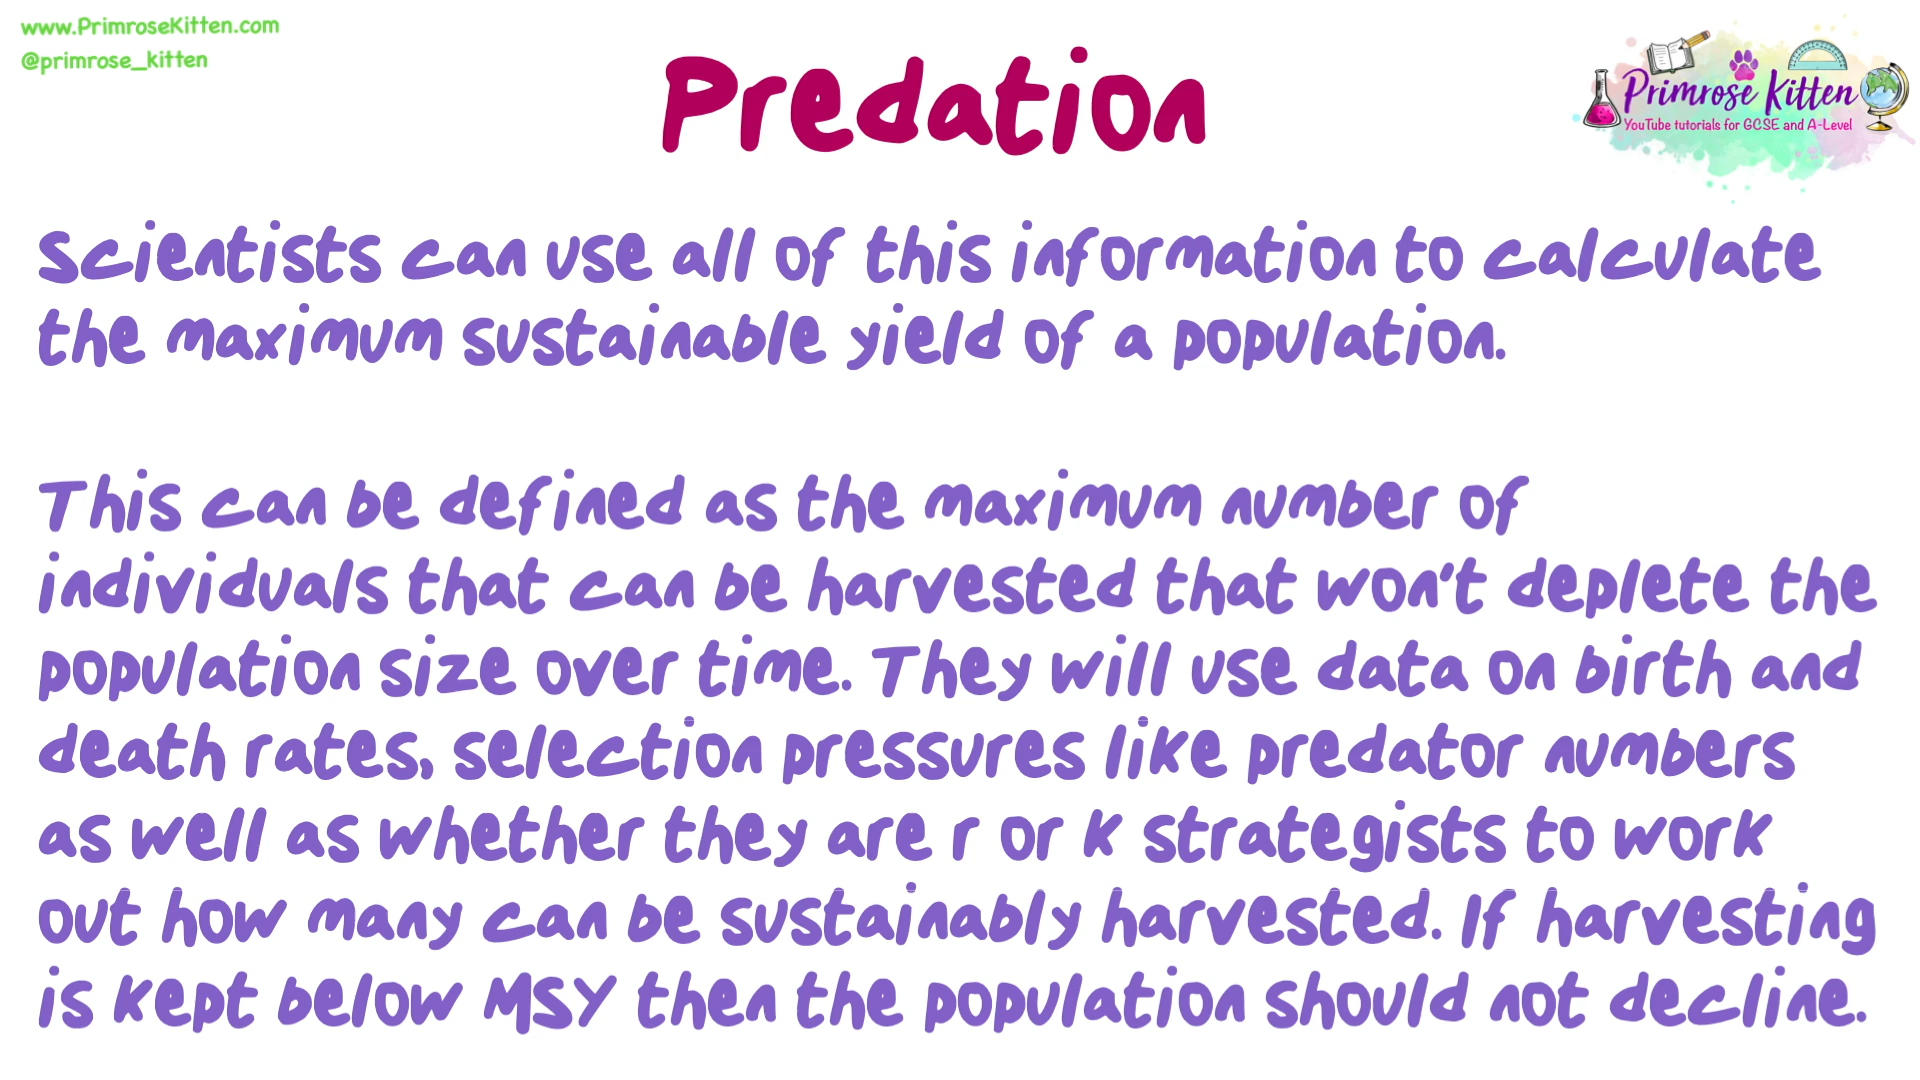 www.PrimroseKitten.com
@primrose_kitten
Predation
Primrose Kitten
YouTube tutorials for GCSE and A-Level
Scientists can use all of this information to calculate
the maximum sustainable yield of a population.
This can be defined as the maximum number of
individuals that can be harvested that won't deplete the
population size over time. They will use data on birth and
death rates, selection pressures like predator numbers
as well as whether they are r or K strategists to work
out how many can be sustainably harvested. If harvesting
is kept below MSY then the population should not decline.